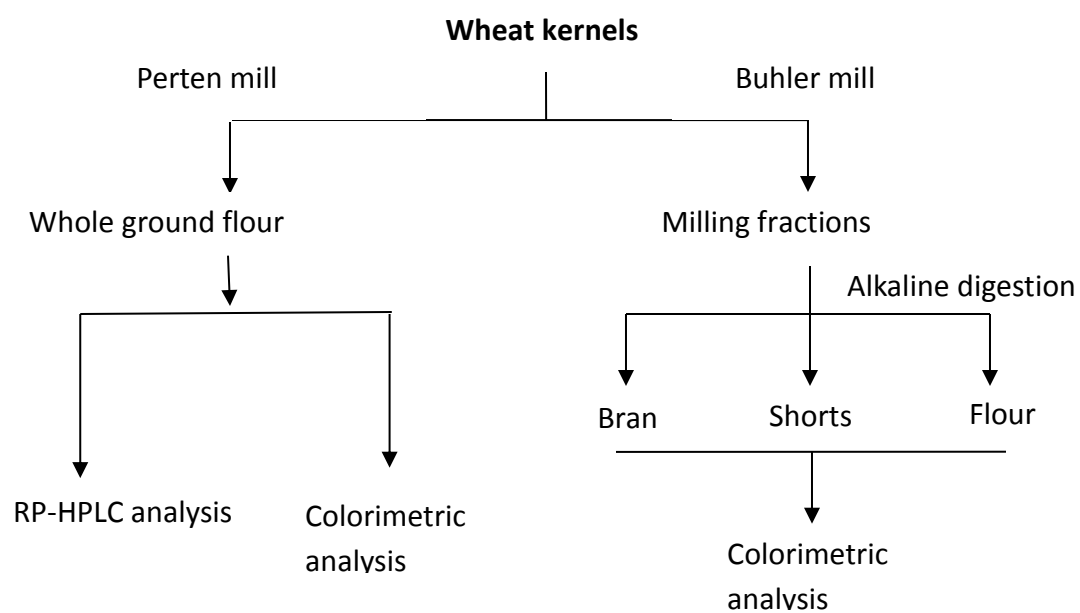 Wheat kernels
Perten mill
Buhler mill
Whole ground flour
Milling fractions
Alkaline digestion
Bran
Shorts
Flour
RP-HPLC analysis
Colorimetric
analysis
Colorimetric
analysis